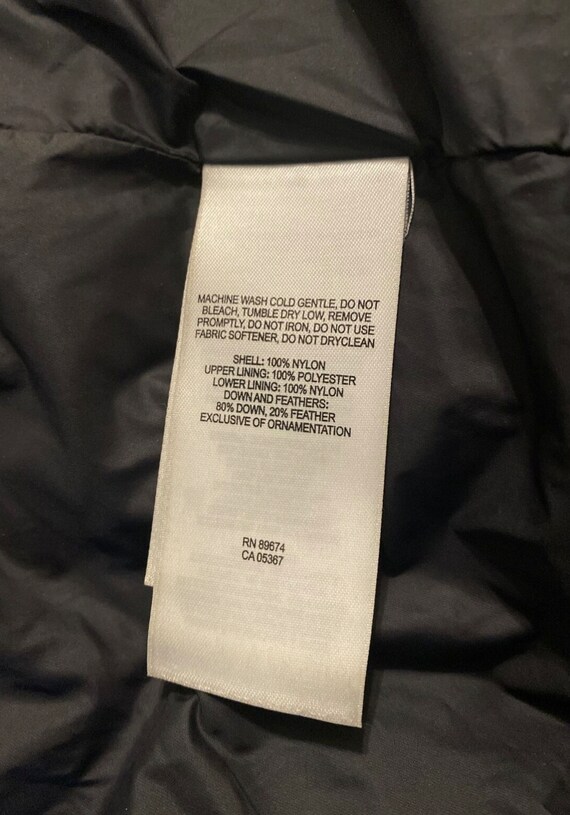 MACHINE WASH COLD GENTLE, DO NOT
BLEACH, TUMBLE DRY LOW, REMOVE
PROMPTLY, DO NOT IRON, DO NOT USE
FABRIC SOFTENER, DO NOT DRYCLEAN
SHELL: 100% NYLON
UPPER LINING: 100% POLYESTER
LOWER LINING: 100% NYLON
DOWN AND FEATHERS:
80% DOWN, 20% FEATHER
EXCLUSIVE OF ORNAMENTATION
RN 89674
CA 05367